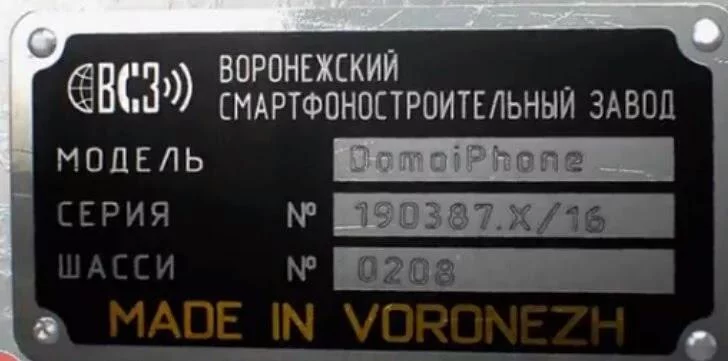 ВСЗ
ВОРОНЕЖСКИЙ
СМАРТФОНОСТРОИТЕЛЬНЫЙ ЗАВОД
МОДЕЛЬ DomoiPhone
СЕРИЯ № 190387.X/16
ШАССИ № 0208
MADE IN VORONEZH